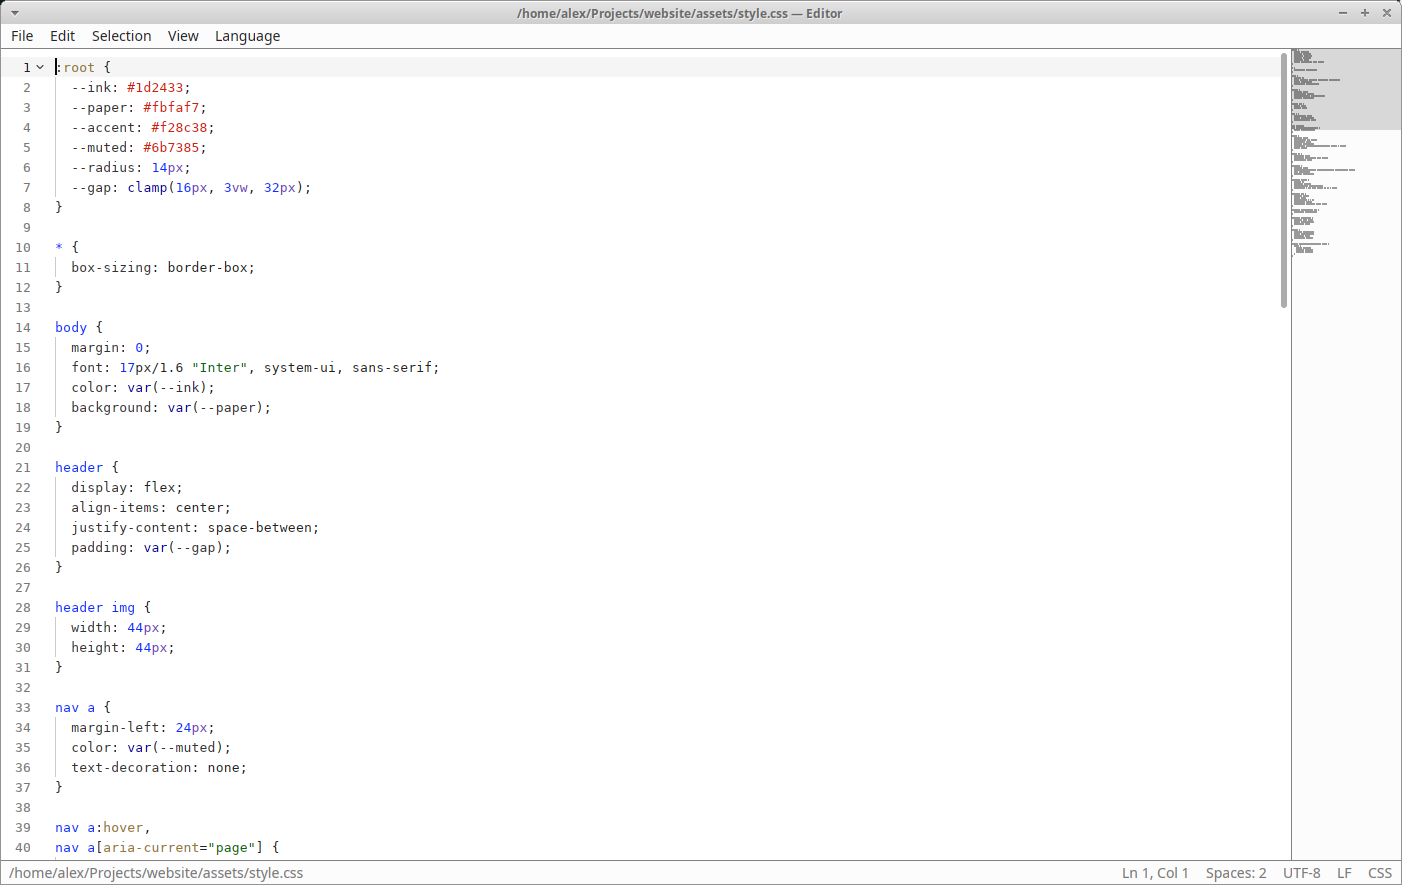 /home/alex/Projects/website/assets/style.css — Editor
File Edit Selection View Language
1 :root {
2   --ink: #1d2433;
3   --paper: #fbfaf7;
4   --accent: #f28c38;
5   --muted: #6b7385;
6   --radius: 14px;
7   --gap: clamp(16px, 3vw, 32px);
8 }
9
10 * {
11   box-sizing: border-box;
12 }
13
14 body {
15   margin: 0;
16   font: 17px/1.6 "Inter", system-ui, sans-serif;
17   color: var(--ink);
18   background: var(--paper);
19 }
20
21 header {
22   display: flex;
23   align-items: center;
24   justify-content: space-between;
25   padding: var(--gap);
26 }
27
28 header img {
29   width: 44px;
30   height: 44px;
31 }
32
33 nav a {
34   margin-left: 24px;
35   color: var(--muted);
36   text-decoration: none;
37 }
38
39 nav a:hover,
40 nav a[aria-current="page"] {
/home/alex/Projects/website/assets/style.css Ln 1, Col 1 Spaces: 2 UTF-8 LF CSS